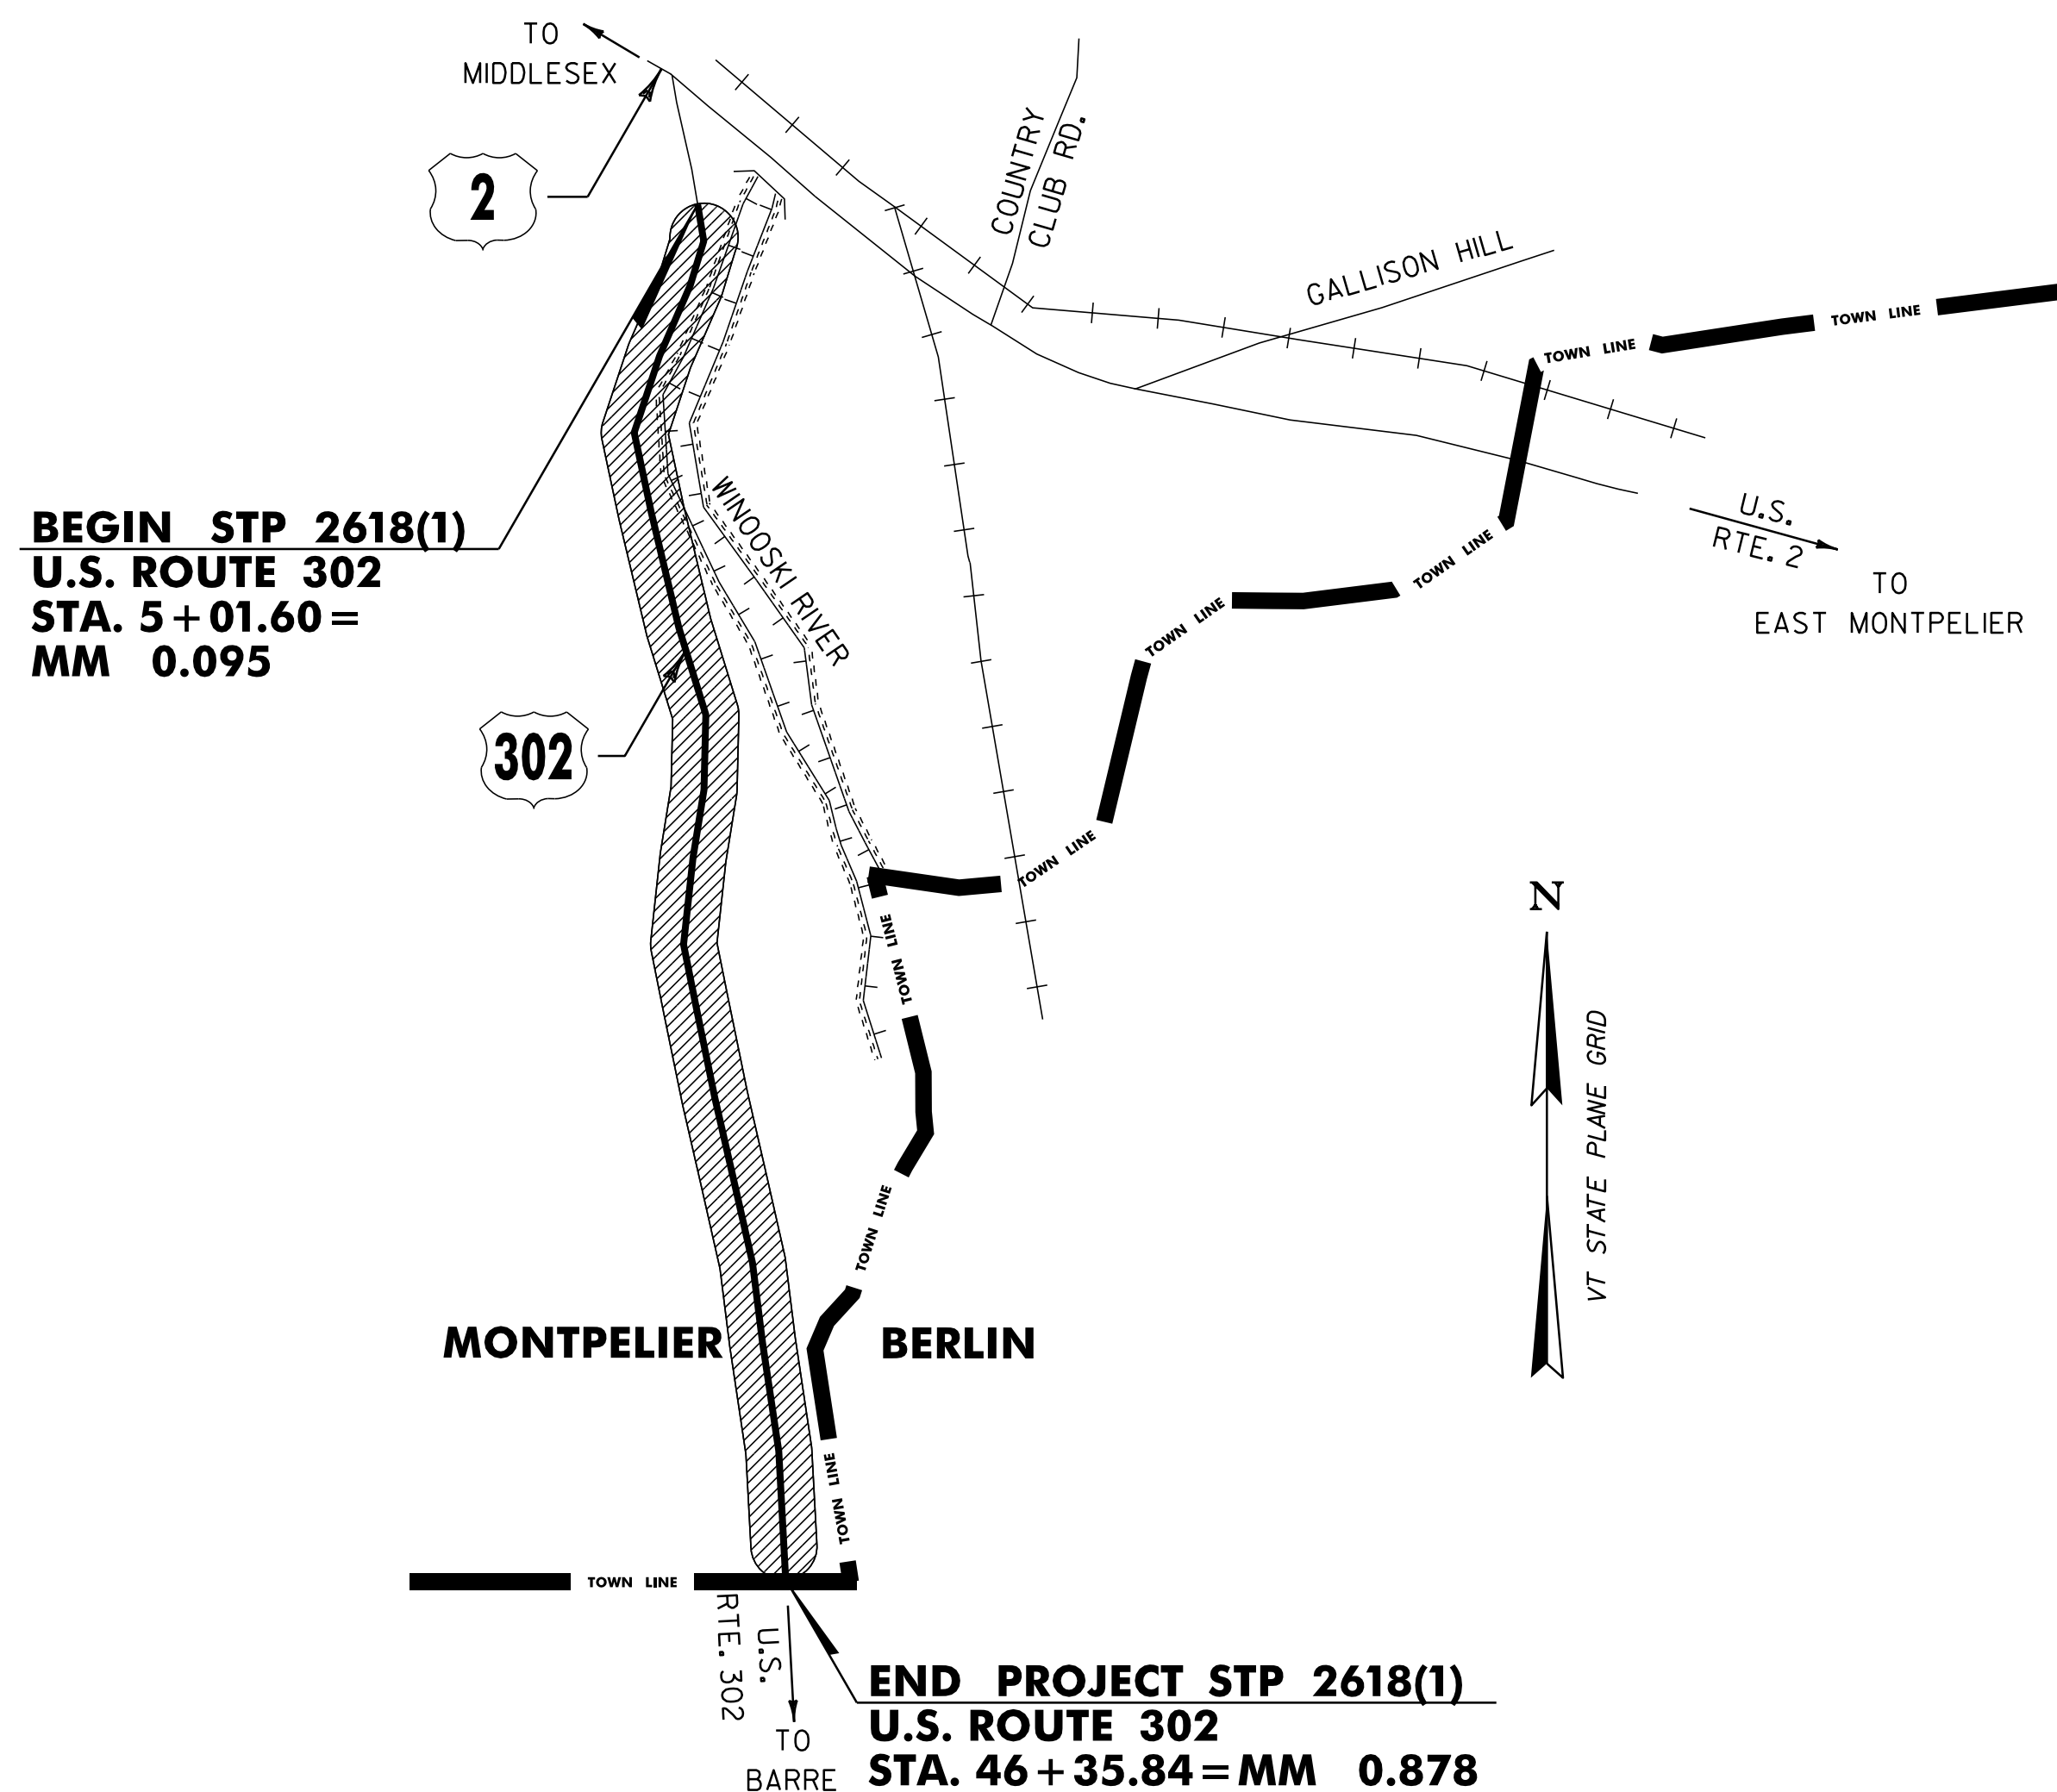 TO
MIDDLESEX
2
COUNTRY
CLUB RD.
GALLISON HILL
TOWN LINE
TOWN LINE
BEGIN STP 2618(1)
U.S. ROUTE 302
STA. 5+01.60=
MM 0.095
WINOOSKI RIVER
U.S.
RTE. 2
TO
EAST MONTPELIER
TOWN LINE
TOWN LINE
302
TOWN LINE
N
VT STATE PLANE GRID
TOWN LINE
TOWN LINE
MONTPELIER
BERLIN
TOWN LINE
TOWN LINE
U.S.
RTE. 302
TO
BARRE
END PROJECT STP 2618(1)
U.S. ROUTE 302
STA. 46+35.84=MM 0.878